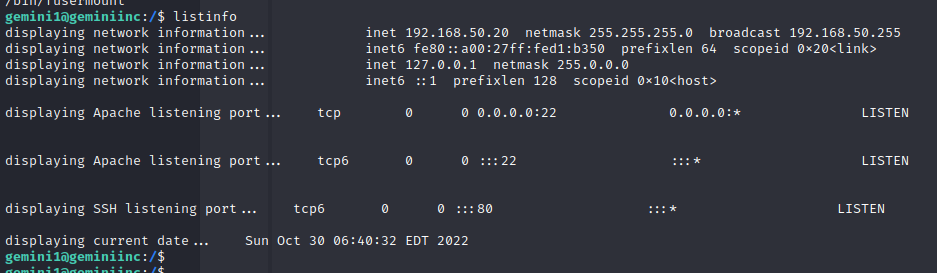 /bin/fusermount
gemini1@geminiinc:/$ listinfo
displaying network information...             inet 192.168.50.20  netmask 255.255.255.0  broadcast 192.168.50.255
displaying network information...             inet6 fe80::a00:27ff:fed1:b350  prefixlen 64  scopeid 0x20<link>
displaying network information...             inet 127.0.0.1  netmask 255.0.0.0
displaying network information...             inet6 ::1  prefixlen 128  scopeid 0x10<host>
displaying Apache listening port...     tcp        0      0 0.0.0.0:22              0.0.0.0:*               LISTEN
displaying Apache listening port...     tcp6       0      0 :::22                   :::*                    LISTEN
displaying SSH listening port...     tcp6       0      0 :::80                   :::*                    LISTEN
displaying current date...     Sun Oct 30 06:40:32 EDT 2022
gemini1@geminiinc:/$
gemini1@geminiinc:/$